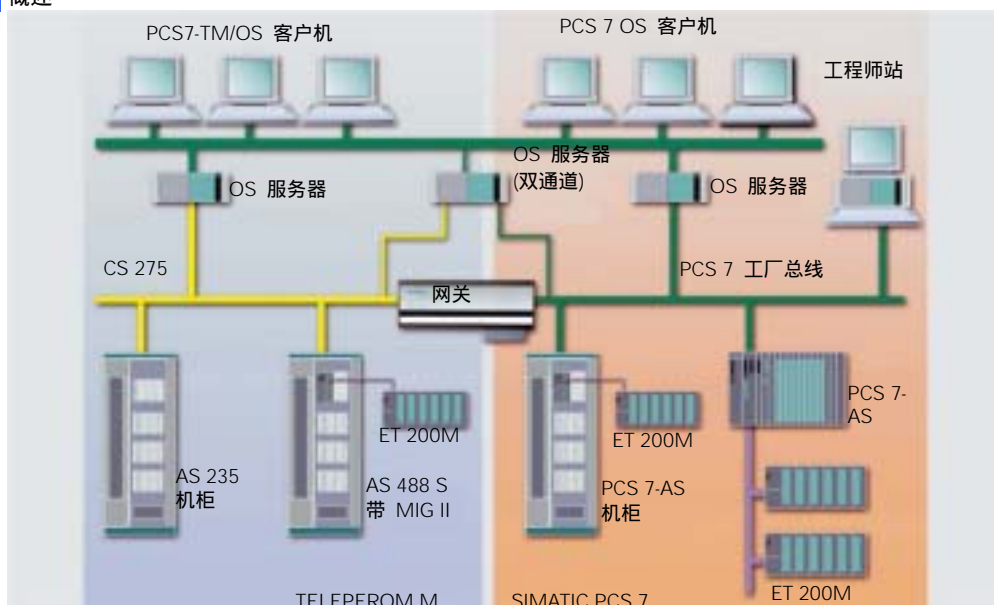 概述
PCS7-TM/OS 客户机
PCS 7 OS 客户机
工程师站
OS 服务器
OS 服务器
(双通道)
OS 服务器
CS 275
网关
PCS 7 工厂总线
ET 200M
ET 200M
PCS 7-
AS
AS 235
机柜
AS 488 S
带 MIG II
PCS 7-AS
机柜
ET 200M
TELEPEROM M
SIMATIC PCS 7